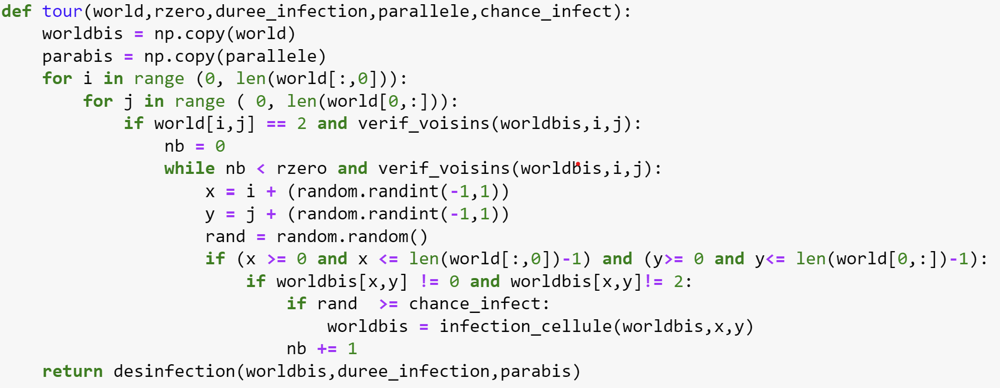 def tour(world,rzero,duree_infection,parallele,chance_infect):
    worldbis = np.copy(world)
    parabis = np.copy(parallele)
    for i in range (0, len(world[:,0])):
        for j in range ( 0, len(world[0,:])):
            if world[i,j] == 2 and verif_voisins(worldbis,i,j):
                nb = 0
                while nb < rzero and verif_voisins(worldbis,i,j):
                    x = i + (random.randint(-1,1))
                    y = j + (random.randint(-1,1))
                    rand = random.random()
                    if (x >= 0 and x <= len(world[:,0])-1) and (y>= 0 and y<= len(world[0,:])-1):
                        if worldbis[x,y] != 0 and worldbis[x,y]!= 2:
                            if rand  >= chance_infect:
                                worldbis = infection_cellule(worldbis,x,y)
                            nb += 1
    return desinfection(worldbis,duree_infection,parabis)